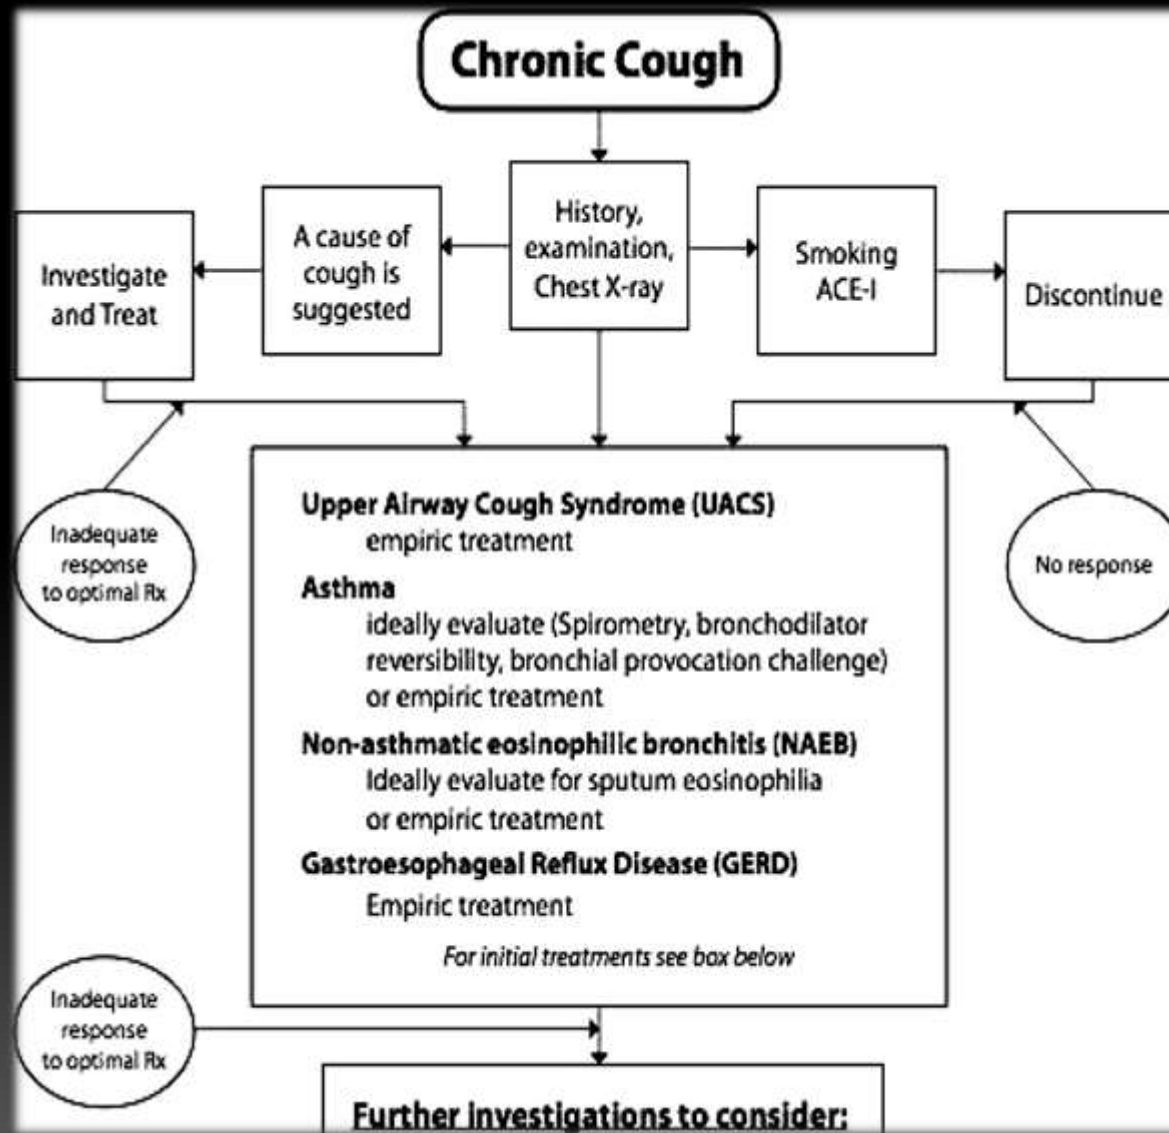 Chronic Cough
History,
examination,
Chest X-ray
A cause of
cough is
suggested
Investigate
and Treat
Smoking
ACE-I
Discontinue
Inadequate
response
to optimal Rx
No response
Upper Airway Cough Syndrome (UACS)
empiric treatment
Asthma
ideally evaluate (Spirometry, bronchodilator
reversibility, bronchial provocation challenge)
or empiric treatment
Non-asthmatic eosinophilic bronchitis (NAEB)
Ideally evaluate for sputum eosinophilia
or empiric treatment
Gastroesophageal Reflux Disease (GERD)
Empiric treatment
For initial treatments see box below
Inadequate
response
to optimal Rx
Further investigations to consider: